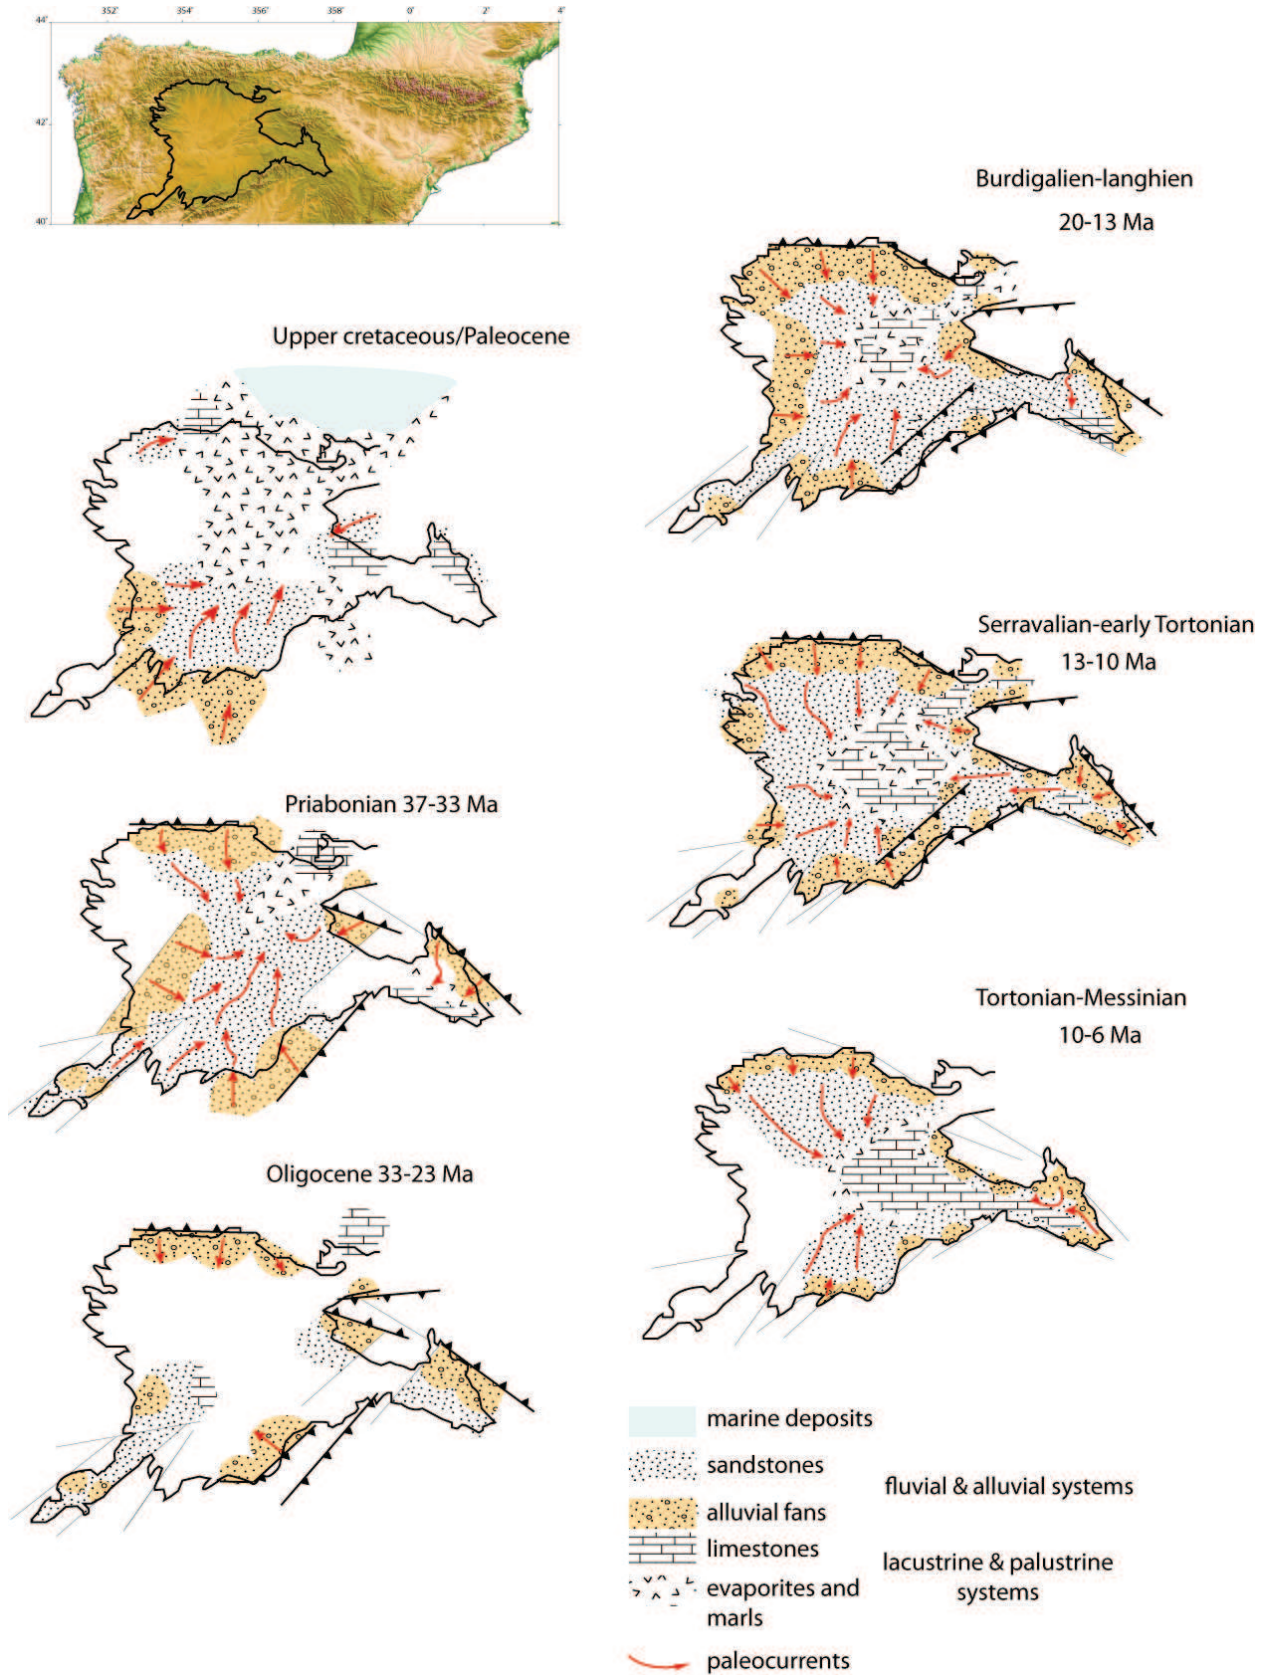 352˚ 354˚ 356˚ 358˚ 0˚ 2˚ 4˚
44˚
42˚
40˚
Upper cretaceous/Paleocene
Priabonian 37-33 Ma
Oligocene 33-23 Ma
Burdigalien-langhien
20-13 Ma
Serravalian-early Tortonian
13-10 Ma
Tortonian-Messinian
10-6 Ma
marine deposits
sandstones
fluvial & alluvial systems
alluvial fans
limestones
lacustrine & palustrine
systems
evaporites and
marls
paleocurrents